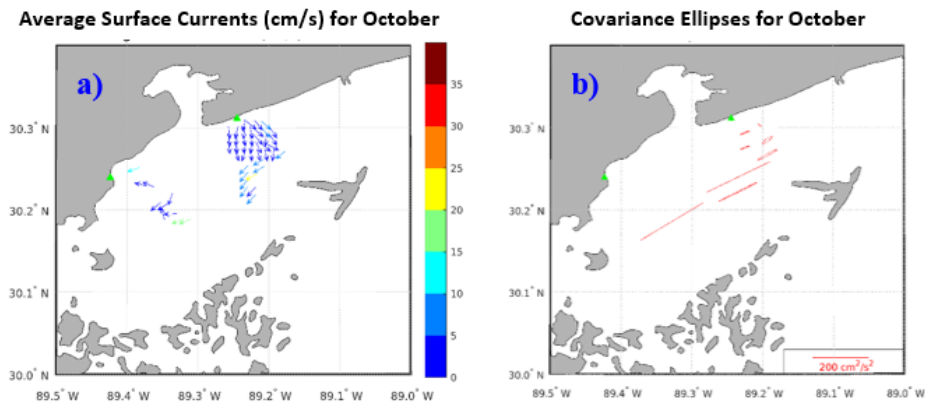 Average Surface Currents (cm/s) for October
Covariance Ellipses for October
a)
b)
35
30
25
20
15
10
5
0
30.3° N
30.2° N
30.1° N
30.0° N
89.5° W
89.4° W
89.3° W
89.2° W
89.1° W
89.0° W
30.3° N
30.2° N
30.1° N
30.0° N
89.5° W
89.4° W
89.3° W
89.2° W
89.1° W
89.0° W
200 cm²/s²